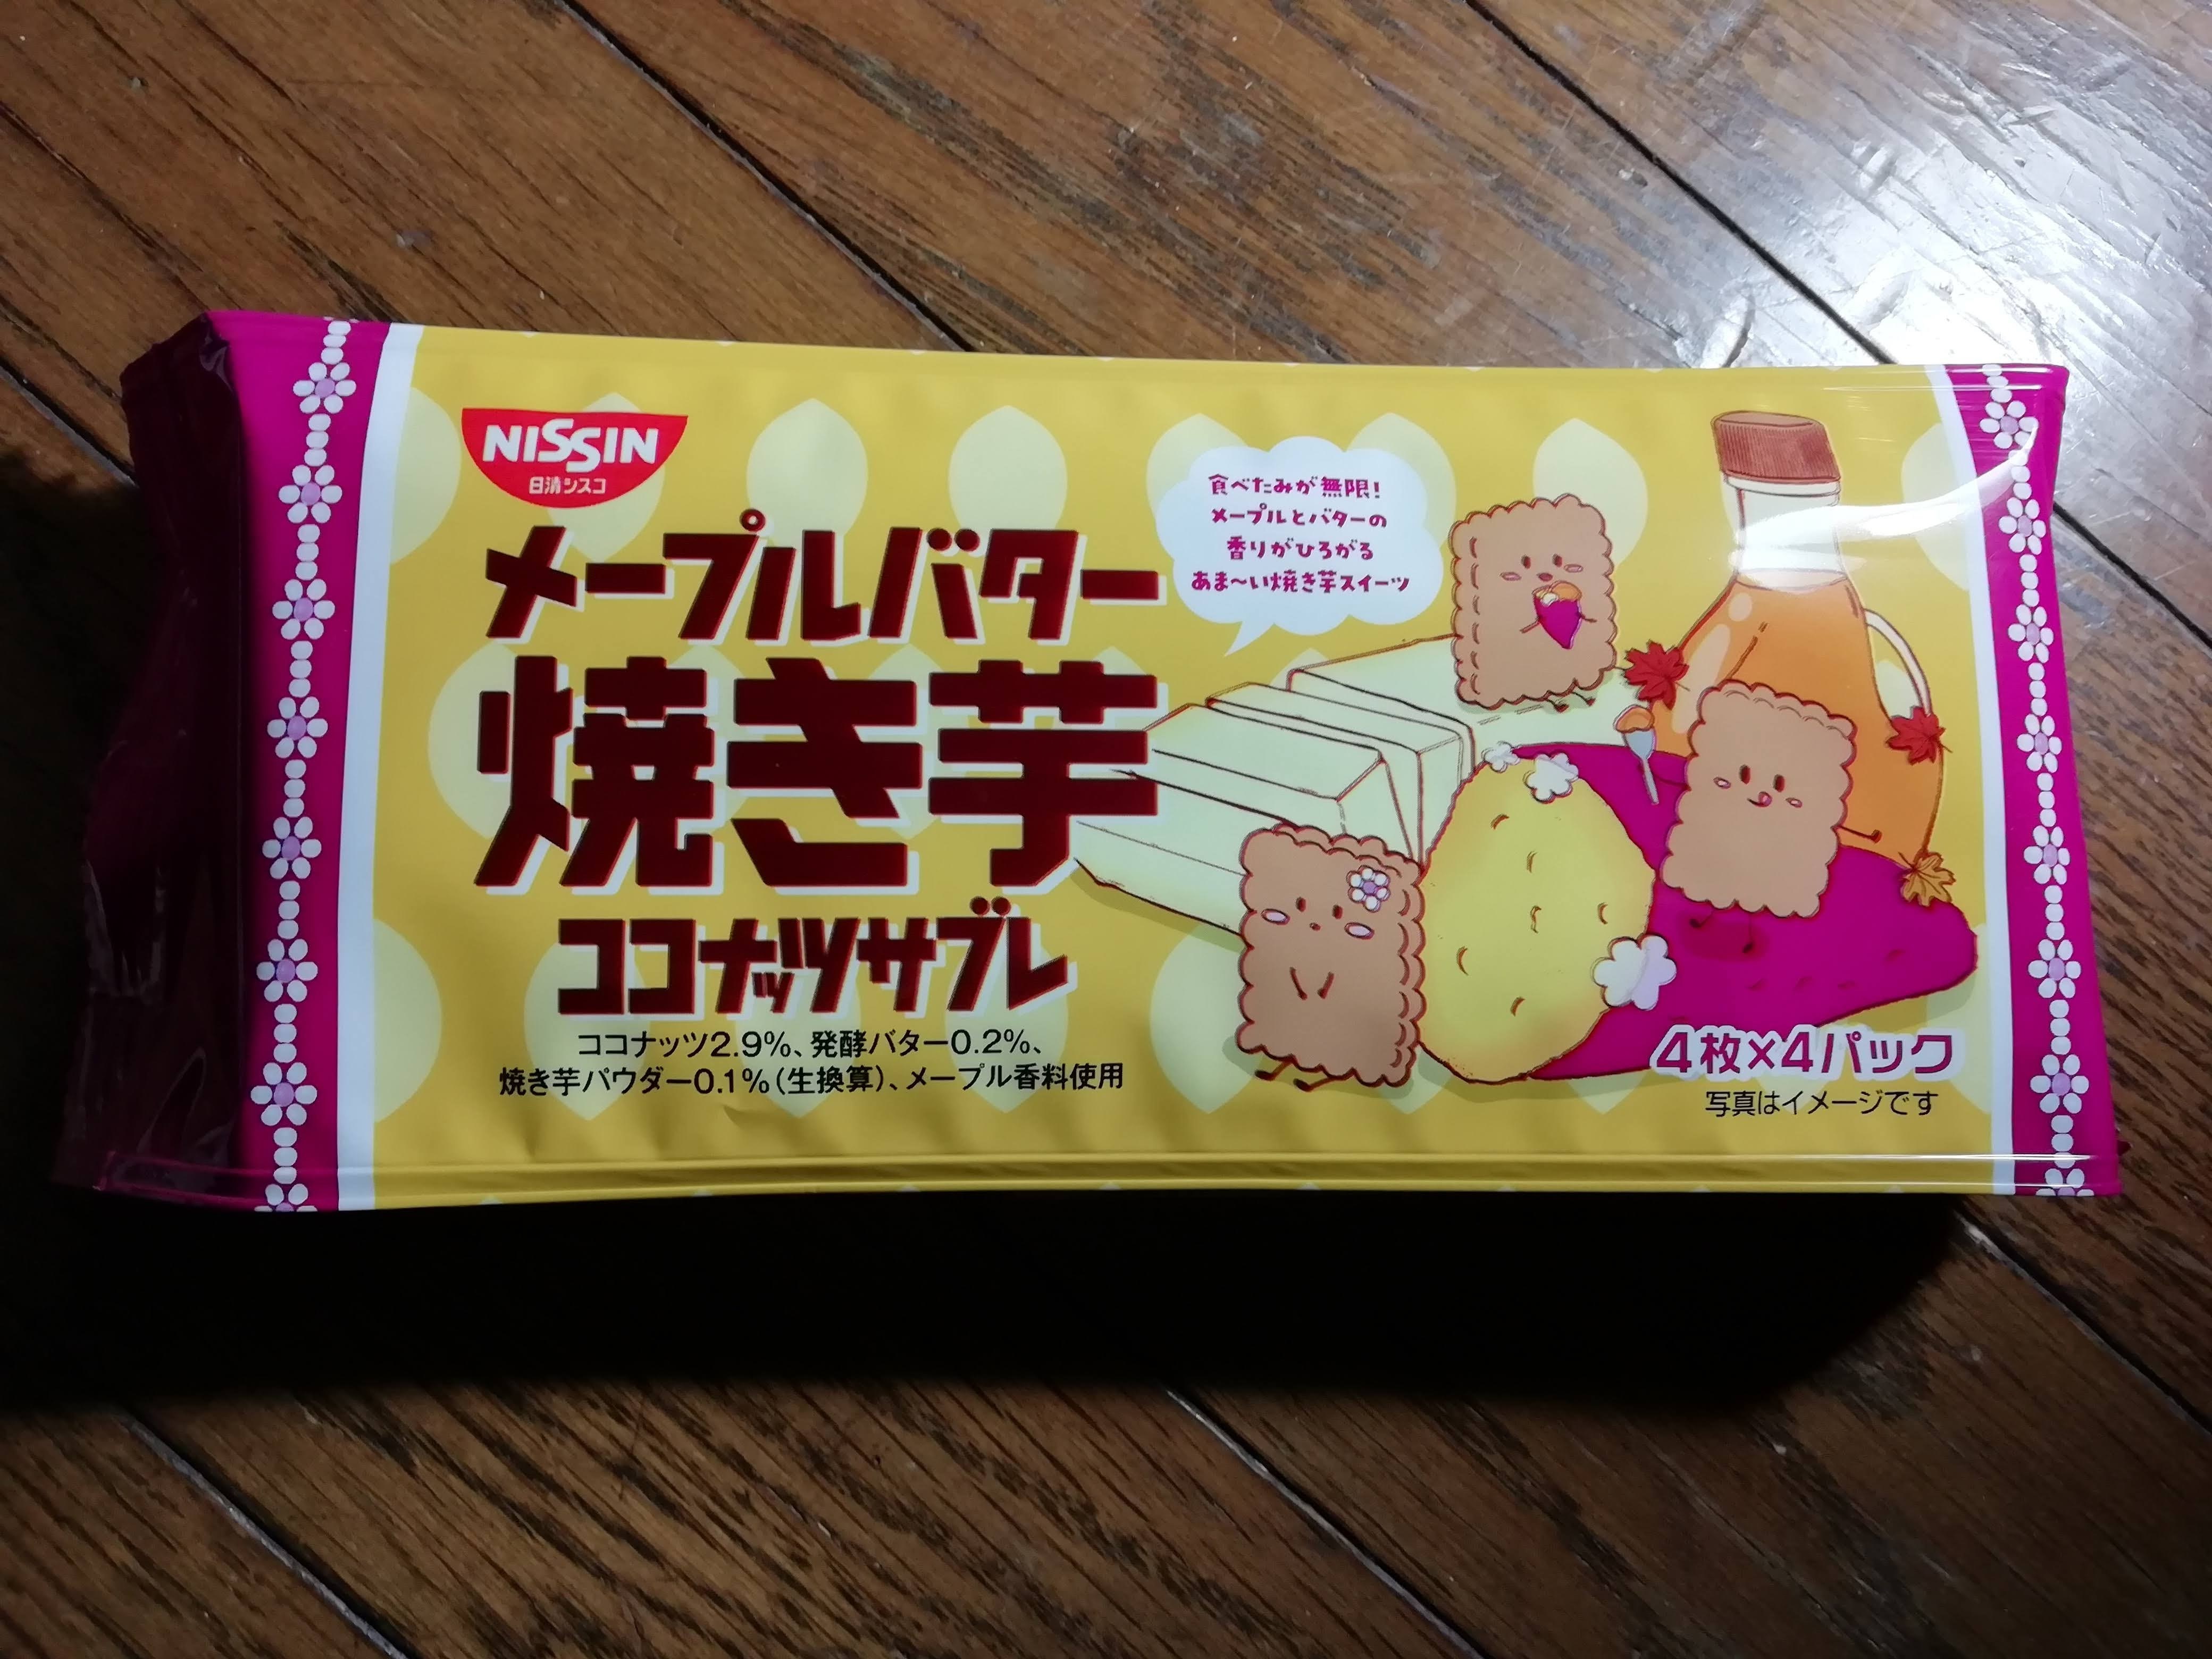 NISSIN
日清シスコ
メープルバター
焼き芋
ココナッツサブレ
ココナッツ2.9%、発酵バター0.2%、
焼き芋パウダー0.1%(生換算)、メープル香料使用
食べたみが無限!
メープルとバターの
香りがひろがる
あま〜い焼き芋スイーツ
4枚×4パック
写真はイメージです